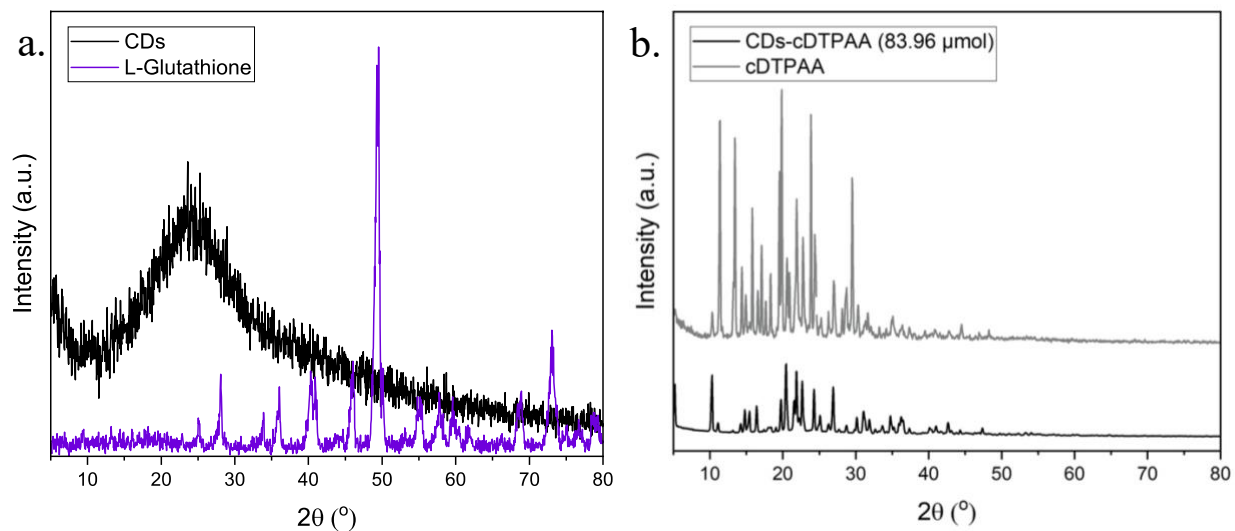 a.
CDs
L-Glutathione
Intensity (a.u.)
10 20 30 40 50 60 70 80
2θ (°)
b.
CDs-cDTPAA (83.96 µmol)
cDTPAA
Intensity (a.u.)
10 20 30 40 50 60 70 80
2θ (°)